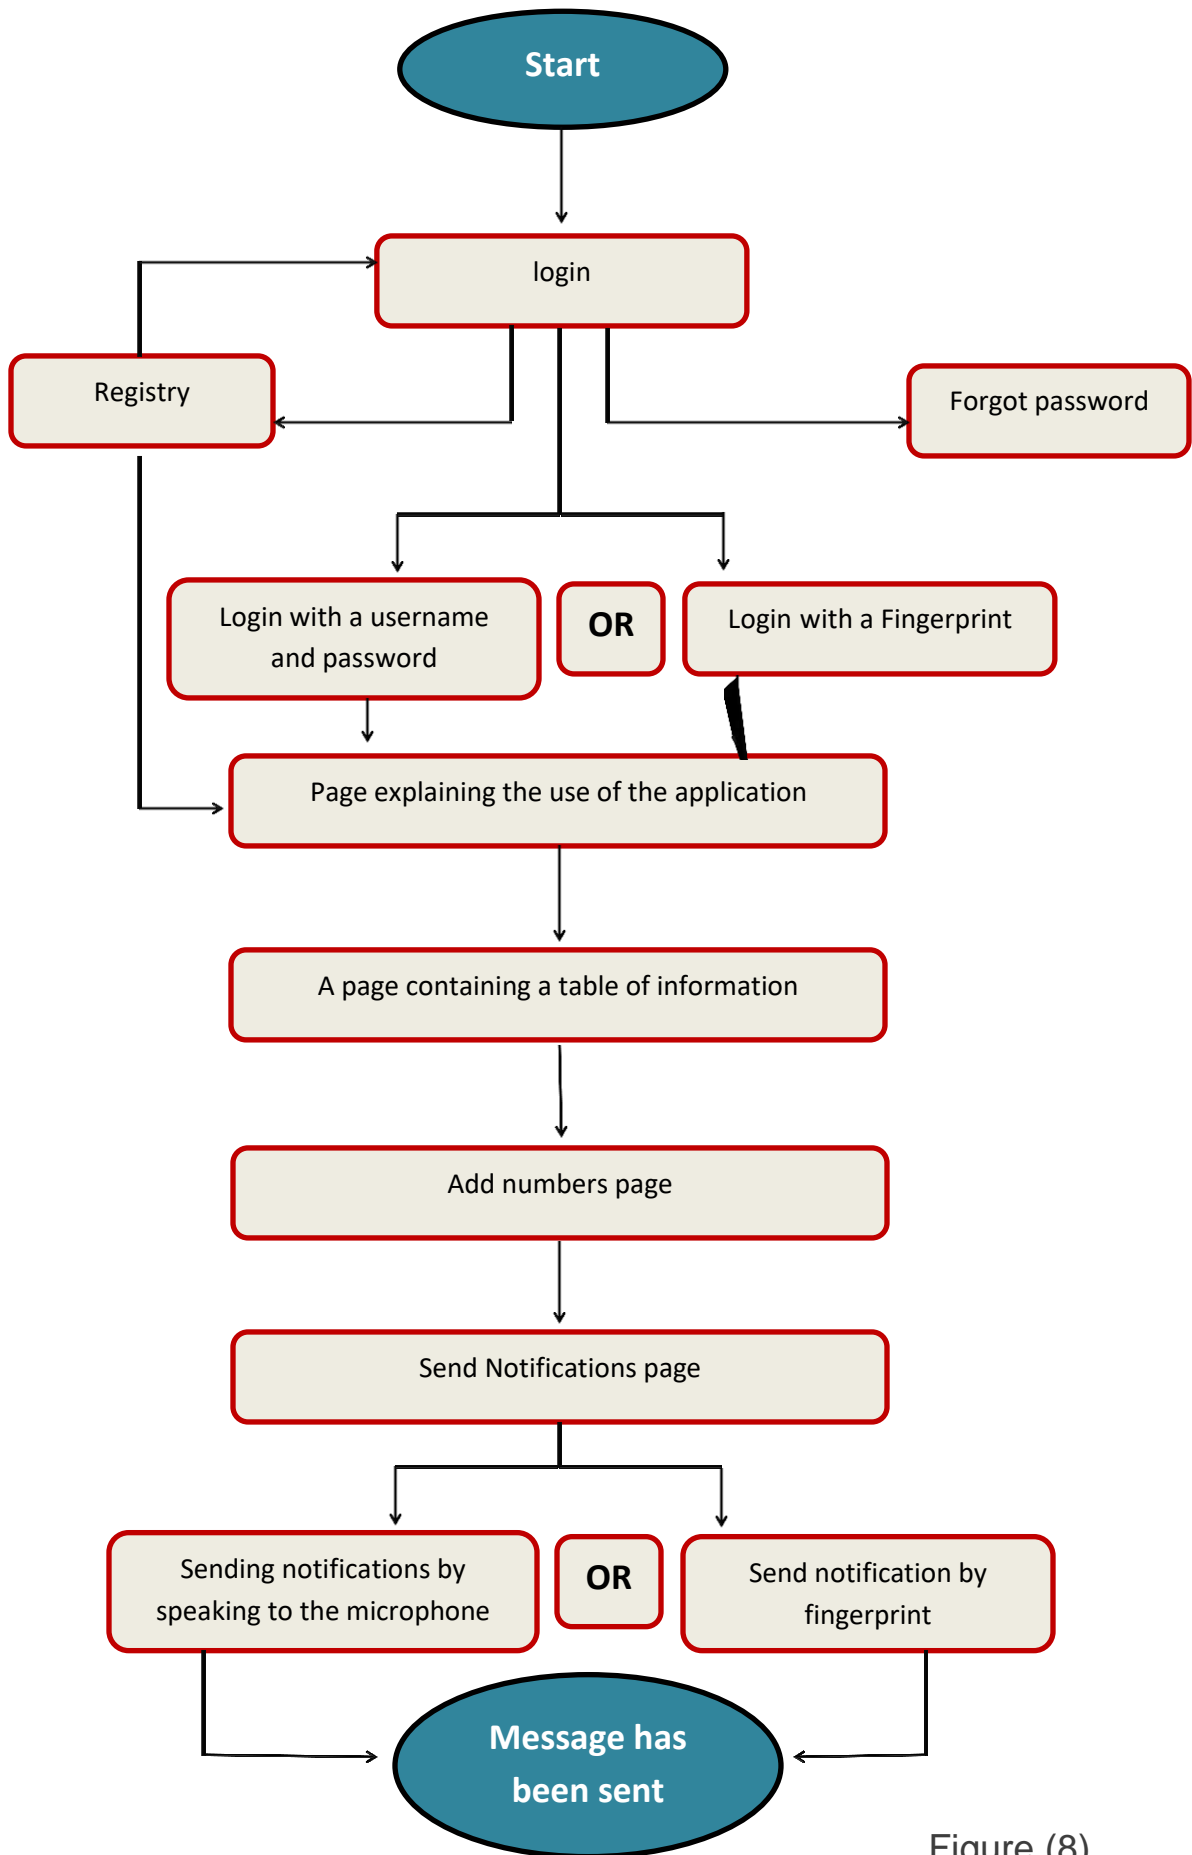 Start
login
Registry
Forgot password
Login with a username
and password
OR
Login with a Fingerprint
Page explaining the use of the application
A page containing a table of information
Add numbers page
Send Notifications page
Sending notifications by
speaking to the microphone
OR
Send notification by
fingerprint
Message has
been sent
Figure (8)